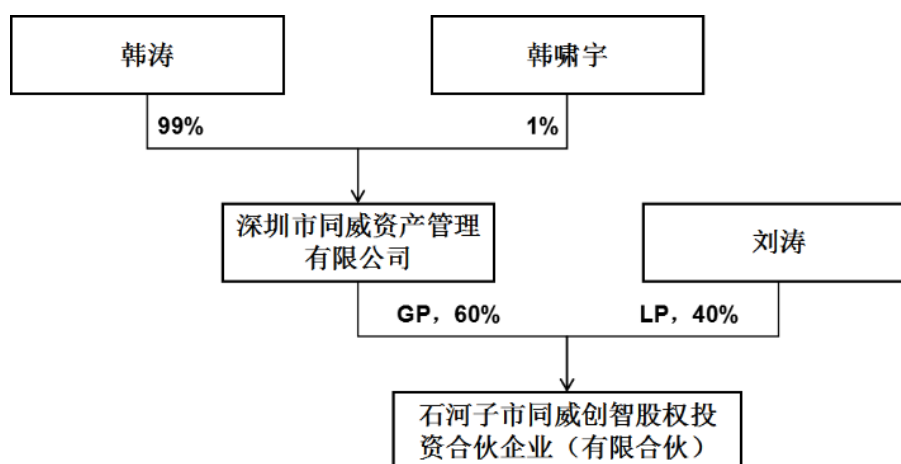 韩涛
韩啸宇
99%
1%
深圳市同威资产管理
有限公司
刘涛
GP，60%
LP，40%
石河子市同威创智股权投
资合伙企业（有限合伙）